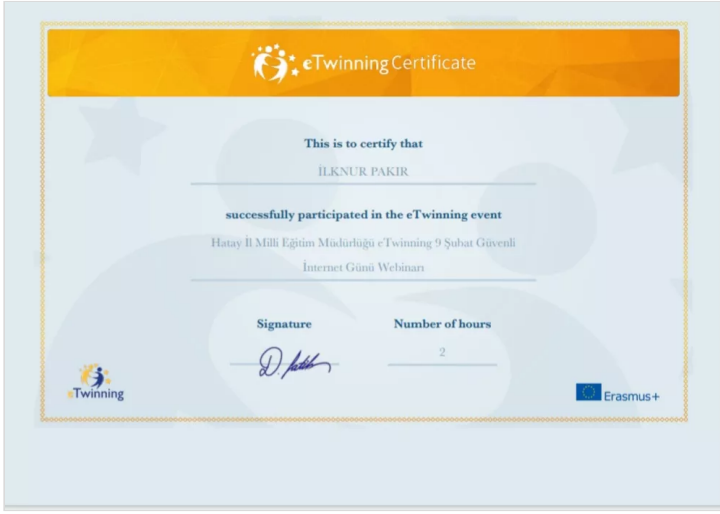 eTwinning Certificate
This is to certify that
İLKNUR PAKIR
successfully participated in the eTwinning event
Hatay İl Milli Eğitim Müdürlüğü eTwinning 9 Şubat Güvenli
İnternet Günü Webinarı
Signature
Number of hours
D. fatih
2
eTwinning
Erasmus+